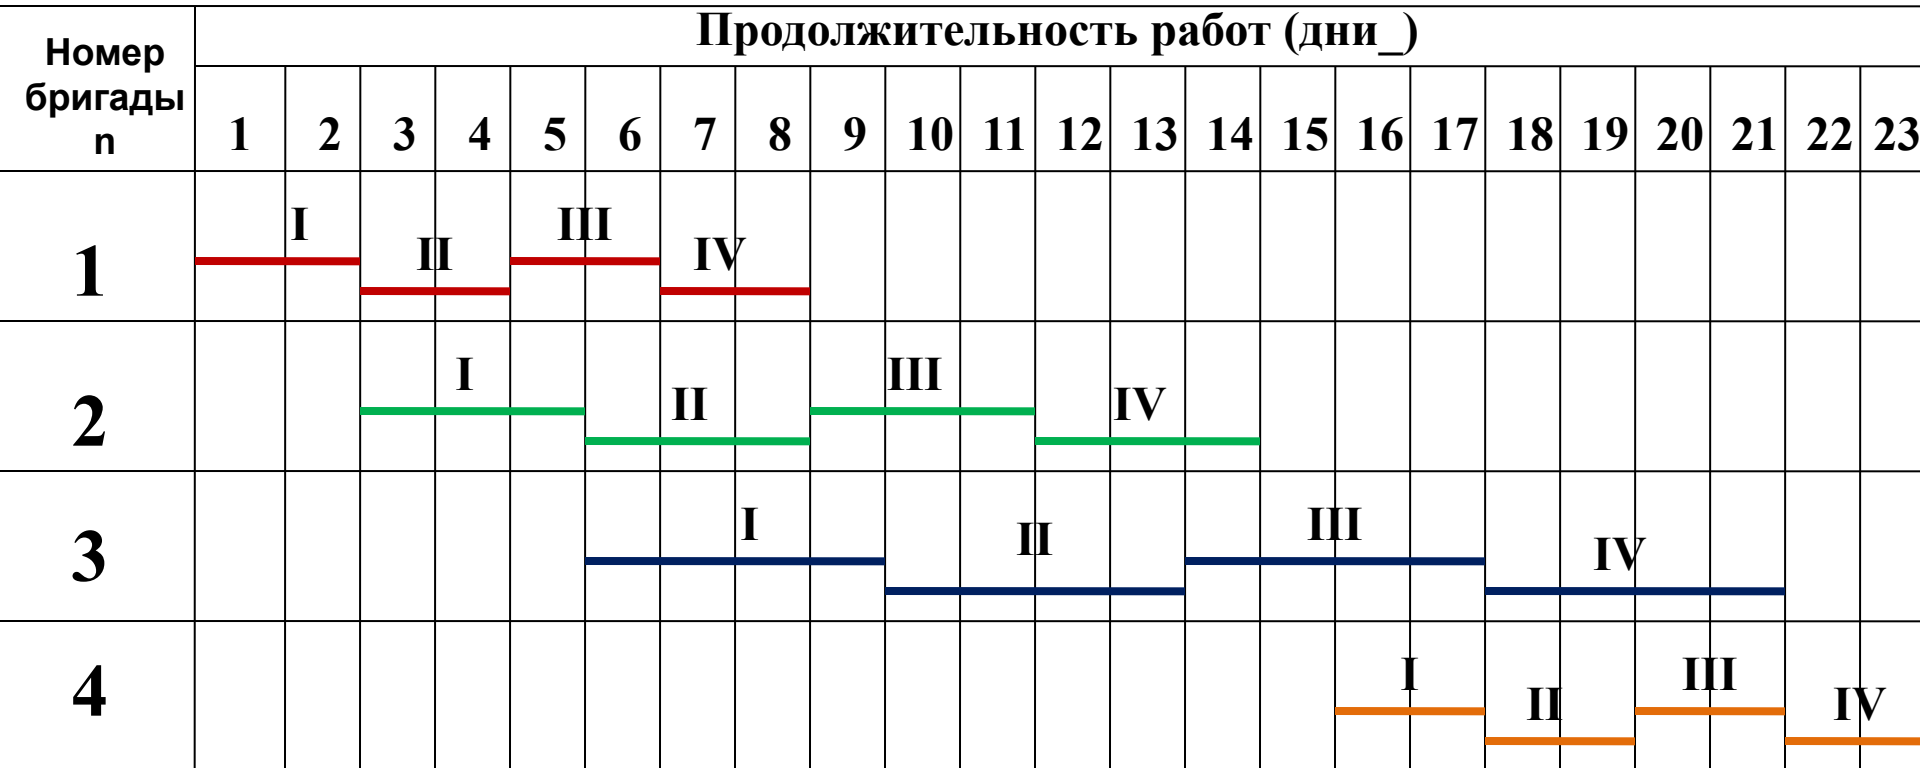 Номер
бригады
n
Продолжительность работ (дни_)
1 2 3 4 5 6 7 8 9 10 11 12 13 14 15 16 17 18 19 20 21 22 23
1
I II III IV
2
I II III IV
3
I II III IV
4
I II III IV